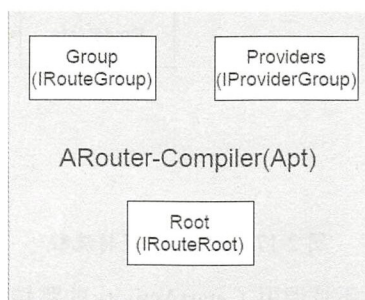 Group
(IRouteGroup)
Providers
(IProviderGroup)
ARouter-Compiler(Apt)
Root
(IRouteRoot)